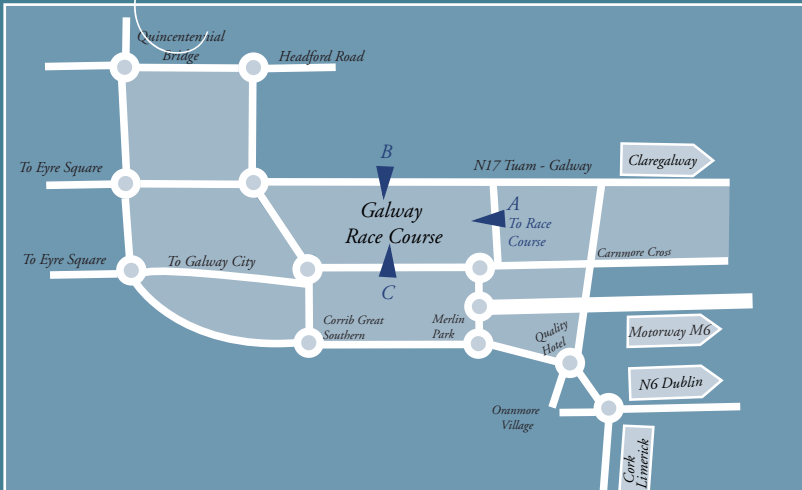 Quincentennial
Bridge
Headford Road
B
To Eyre Square
N17 Tuam - Galway
Claregalway
Galway
Race Course
A
To Race
Course
To Eyre Square
To Galway City
Carnmore Cross
C
Corrib Great
Southern
Merlin
Park
Quality
Hotel
Motorway M6
N6 Dublin
Oranmore
Village
Cork
Limerick